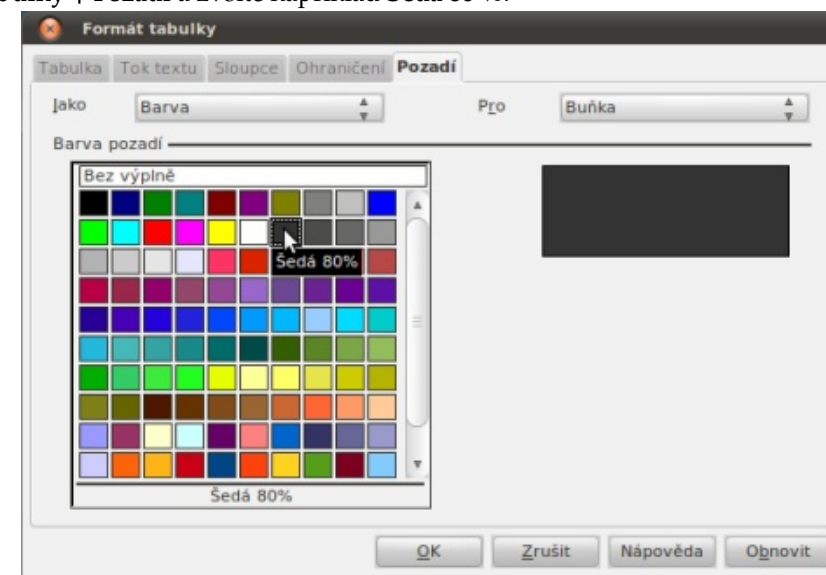 Formát tabulky
Tabulka Tok textu Sloupce Ohraničení Pozadí
Jako Barva Pro Buňka
Barva pozadí
Bez výplně
Šedá 80%
Šedá 80%
OK Zrušit Nápověda Obnovit